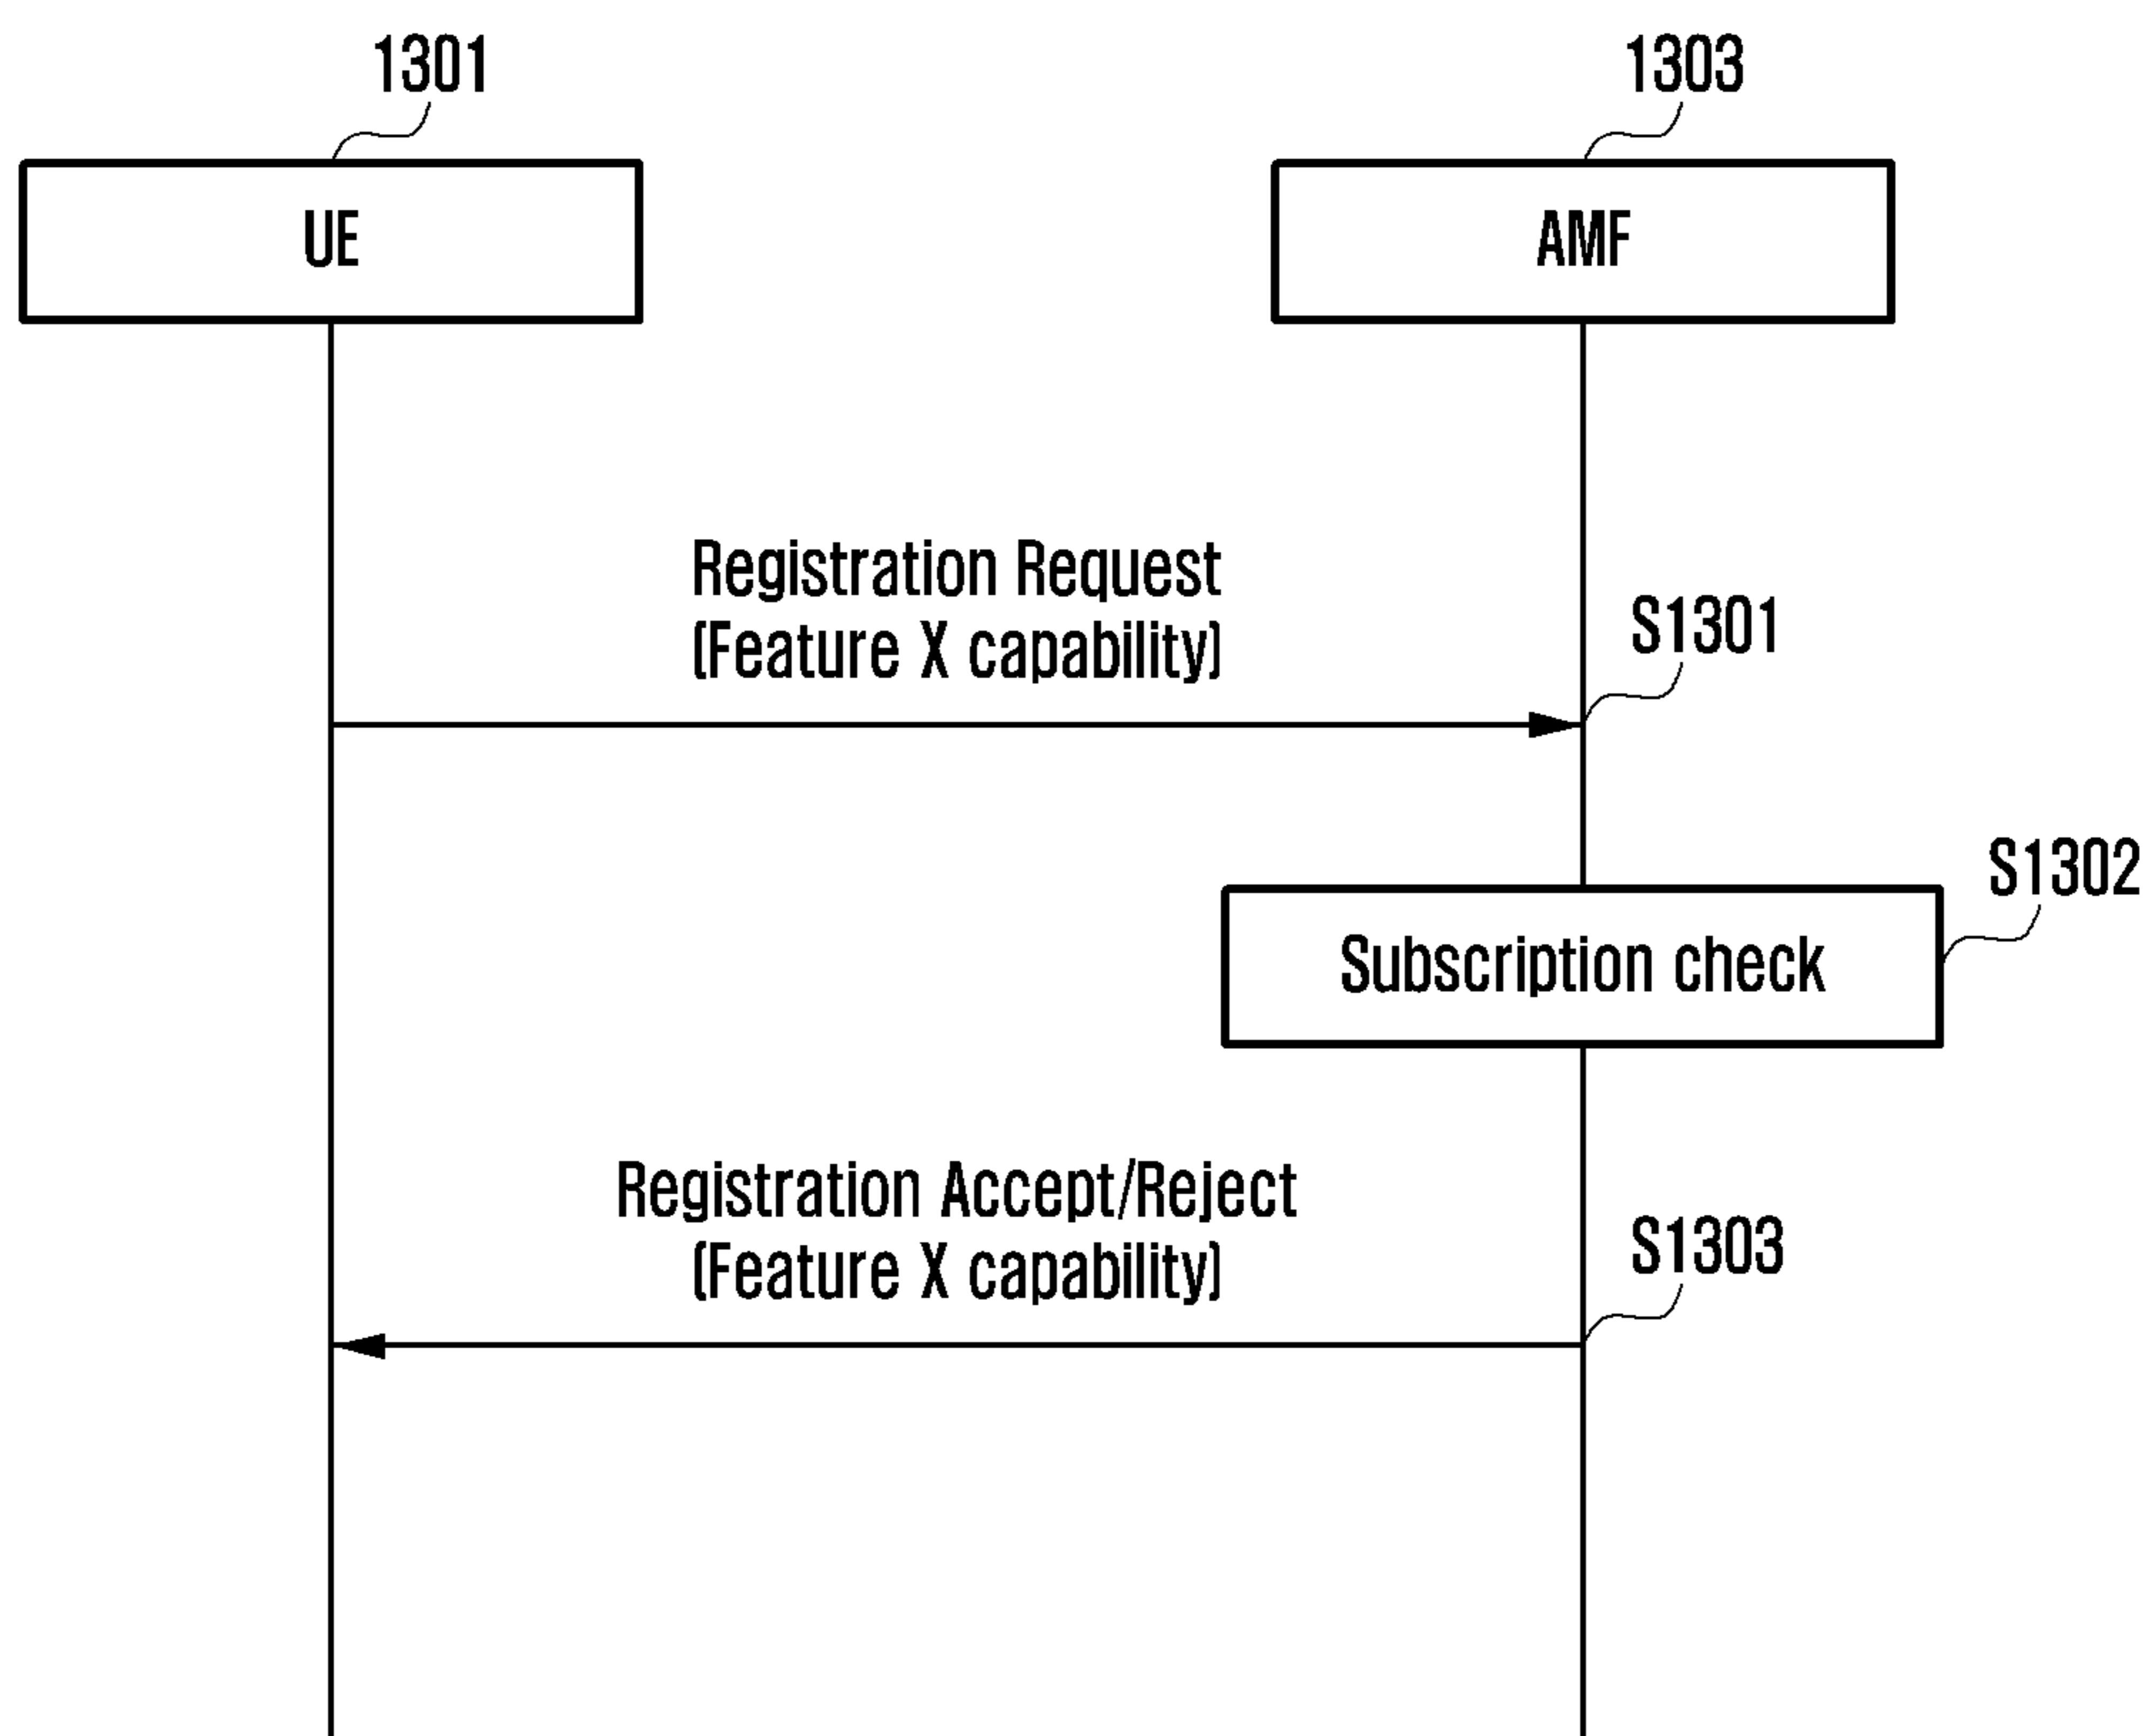 1301
1303
UE
AMF
Registration Request
(Feature X capability)
S1301
S1302
Subscription check
Registration Accept/Reject
(Feature X capability)
S1303